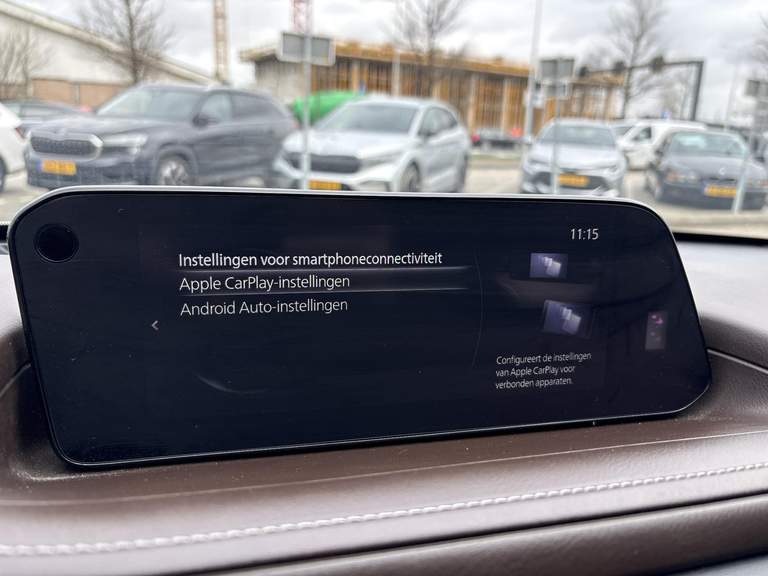 11:15
Instellingen voor smartphoneconnectiviteit
Apple CarPlay-instellingen
Android Auto-instellingen
Configureert de instellingen
van Apple CarPlay voor
verbonden apparaten.